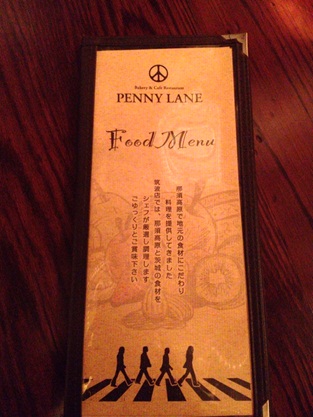 Bakery & Café Restaurant
PENNY LANE
Food Menu
那須高原で地元の食材にこだわり
料理を提供してきました
筑波店では、那須高原と茨城の食材を
シェフが厳選し調理します
ごゆっくりとご賞味下さい